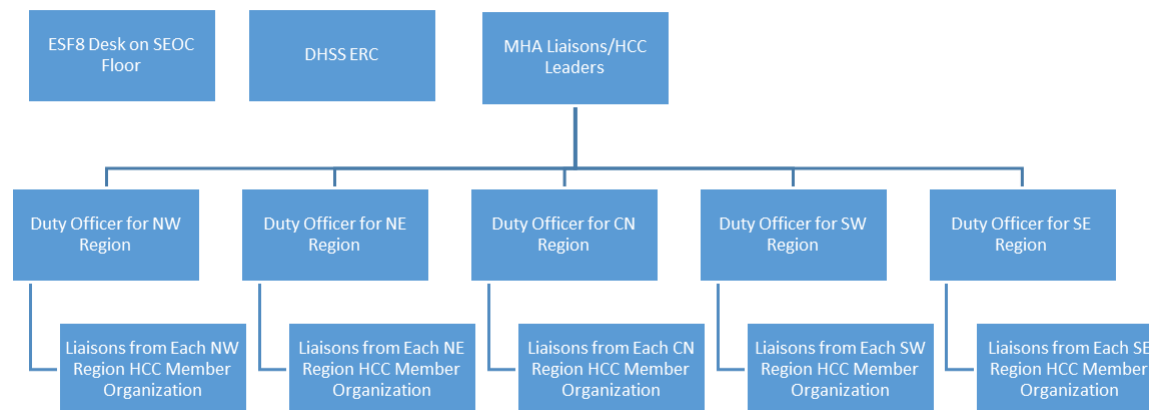 ESF8 Desk on SEOC
Floor
DHSS ERC
MHA Liaisons/HCC
Leaders
Duty Officer for NW
Region
Duty Officer for NE
Region
Duty Officer for CN
Region
Duty Officer for SW
Region
Duty Officer for SE
Region
Liaisons from Each NW
Region HCC Member
Organization
Liaisons from Each NE
Region HCC Member
Organization
Liaisons from Each CN
Region HCC Member
Organization
Liaisons from Each SW
Region HCC Member
Organization
Liaisons from Each SE
Region HCC Member
Organization